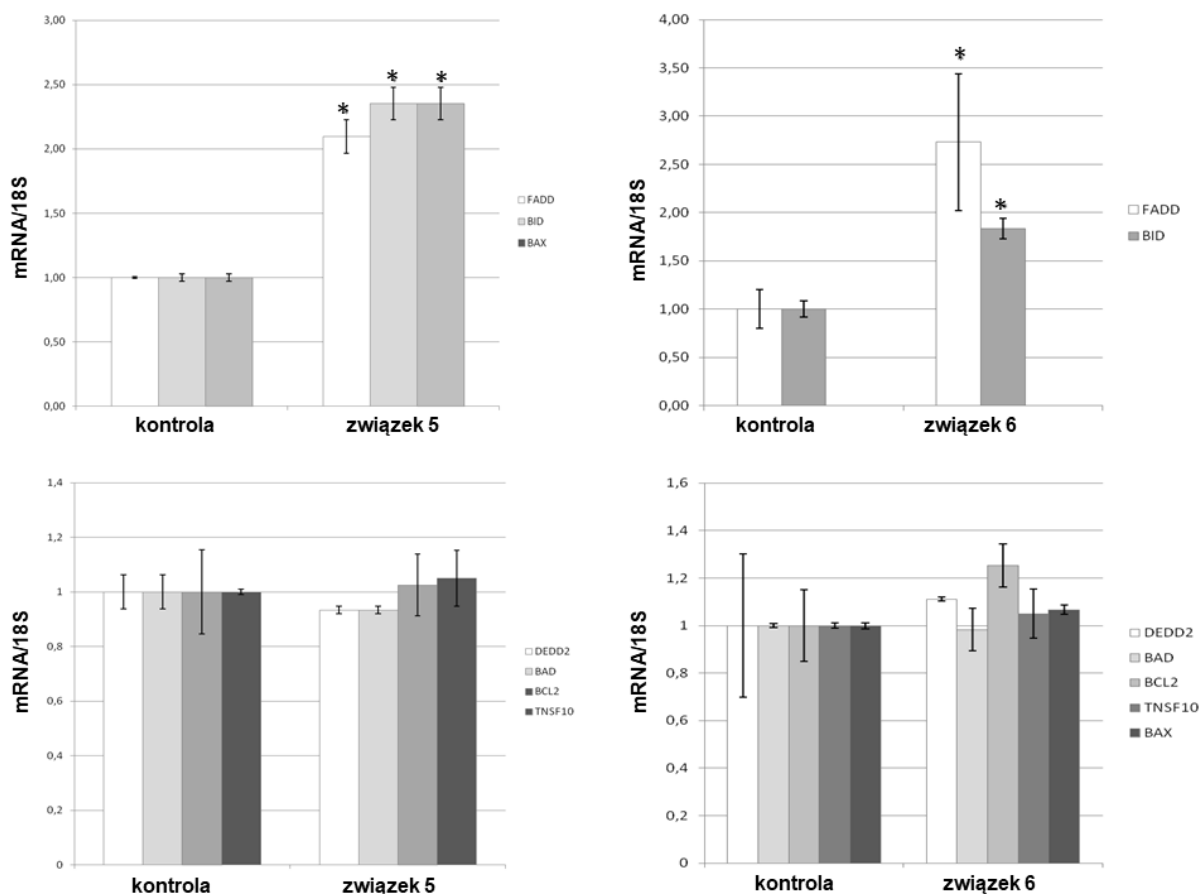 3,00
2,50
2,00
1,50
1,00
0,50
0,00
mRNA/18S
*
*
*
FADD
BID
BAX
kontrola
związek 5
4,00
3,50
3,00
2,50
2,00
1,50
1,00
0,50
0,00
mRNA/18S
*
*
FADD
BID
kontrola
związek 6
1,4
1,2
1
0,8
0,6
0,4
0,2
0
mRNA/18S
DEDD2
BAD
BCL2
TNSF10
kontrola
związek 5
1,6
1,4
1,2
1
0,8
0,6
0,4
0,2
0
mRNA/18S
DEDD2
BAD
BCL2
TNSF10
BAX
kontrola
związek 6